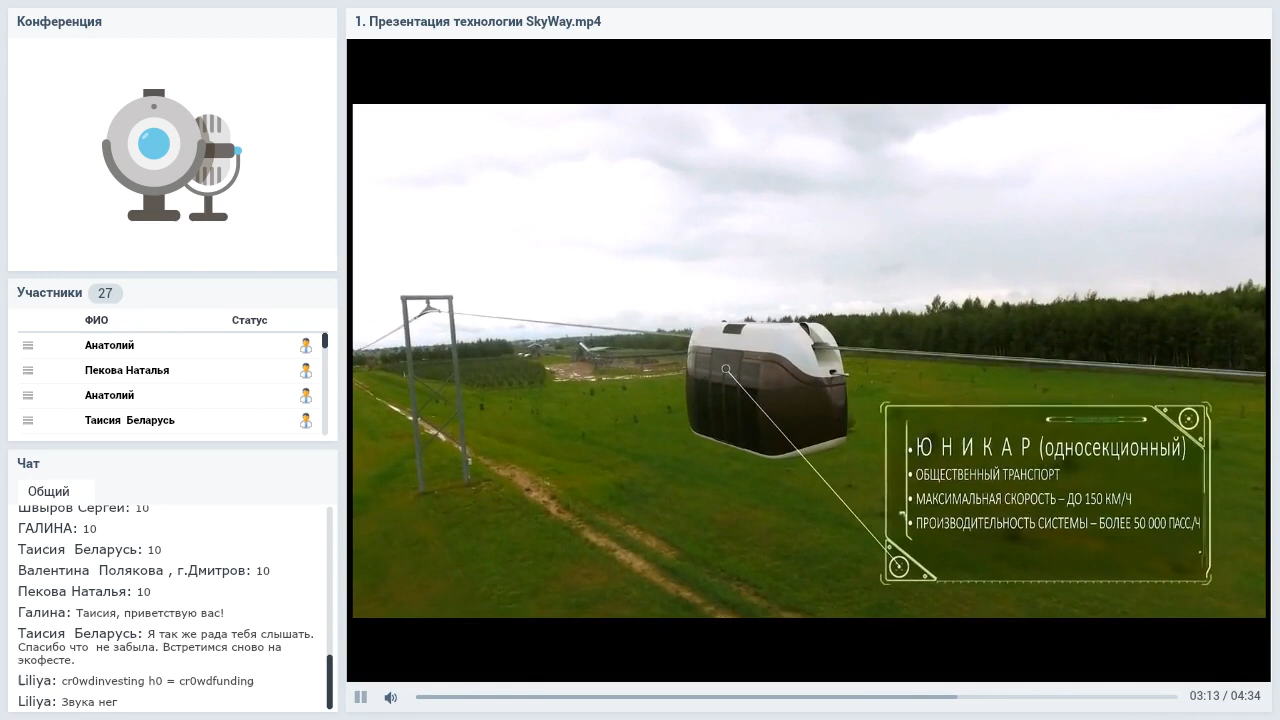 Конференция
1. Презентация технологии SkyWay.mp4
Участники 27
ФИО Статус
Анатолий
Пекова Наталья
Анатолий
Таисия Беларусь
Чат
Общий
Швыров Сергей: 10
ГАЛИНА: 10
Таисия Беларусь: 10
Валентина Полякова , г.Дмитров: 10
Пекова Наталья: 10
Галина: Таисия, приветствую вас!
Таисия Беларусь: Я так же рада тебя слышать.
Спасибо что не забыла. Встретимся сново на
экофесте.
Liliya: cr0wdinvesting h0 = cr0wdfunding
Liliya: Звука нег
• Ю Н И К А Р (односекционный)
• ОБЩЕСТВЕННЫЙ ТРАНСПОРТ
• МАКСИМАЛЬНАЯ СКОРОСТЬ – ДО 150 КМ/Ч
• ПРОИЗВОДИТЕЛЬНОСТЬ СИСТЕМЫ – БОЛЕЕ 50 000 ПАСС./Ч
03:13 / 04:34